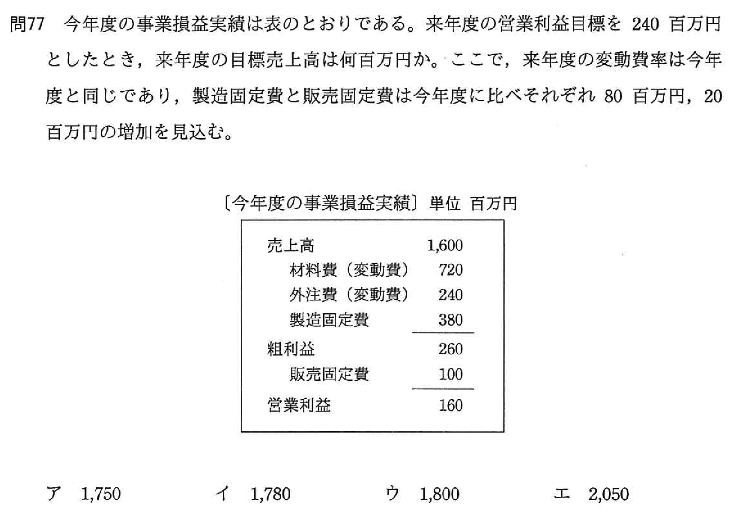 問77 今年度の事業損益実績は表のとおりである。来年度の営業利益目標を 240 百万円
としたとき，来年度の目標売上高は何百万円か。ここで，来年度の変動費率は今年
度と同じであり，製造固定費と販売固定費は今年度に比べそれぞれ 80 百万円，20
百万円の増加を見込む。
〔今年度の事業損益実績〕単位 百万円
売上高 1,600
材料費（変動費） 720
外注費（変動費） 240
製造固定費 380
粗利益 260
販売固定費 100
営業利益 160
ア 1,750 イ 1,780 ウ 1,800 エ 2,050